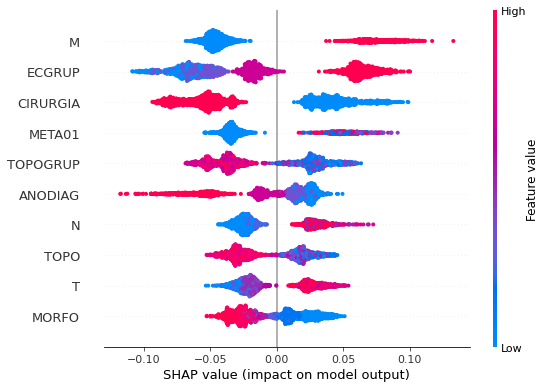 High
M
ECGRUP
CIRURGIA
META01
TOPOGRUP
ANODIAG
N
TOPO
T
MORFO
Feature value
Low
−0.10 −0.05 0.00 0.05 0.10
SHAP value (impact on model output)